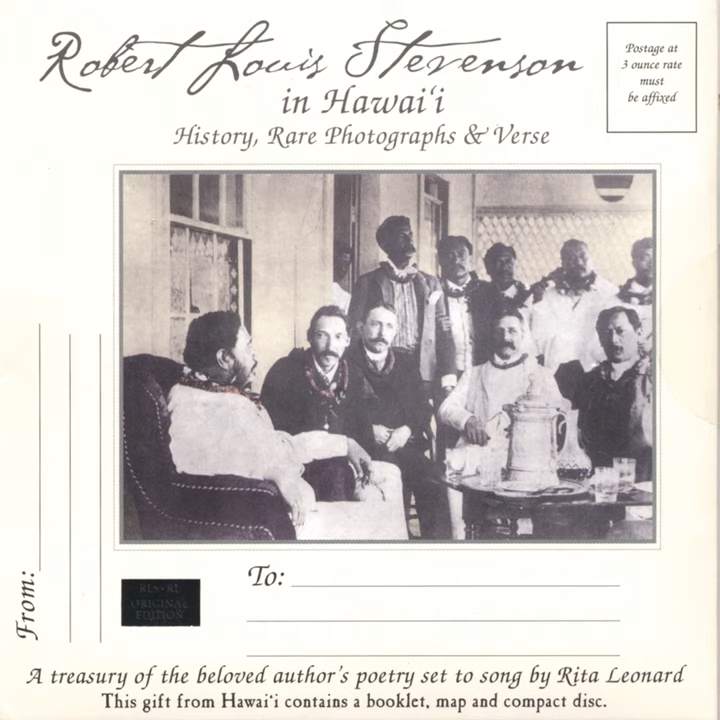 Robert Louis Stevenson
in Hawai‘i
History, Rare Photographs & Verse
Postage at
3 ounce rate
must
be affixed
From:
To:
RLS•HI
ORIGINAL
EDITION
A treasury of the beloved author's poetry set to song by Rita Leonard
This gift from Hawai‘i contains a booklet, map and compact disc.